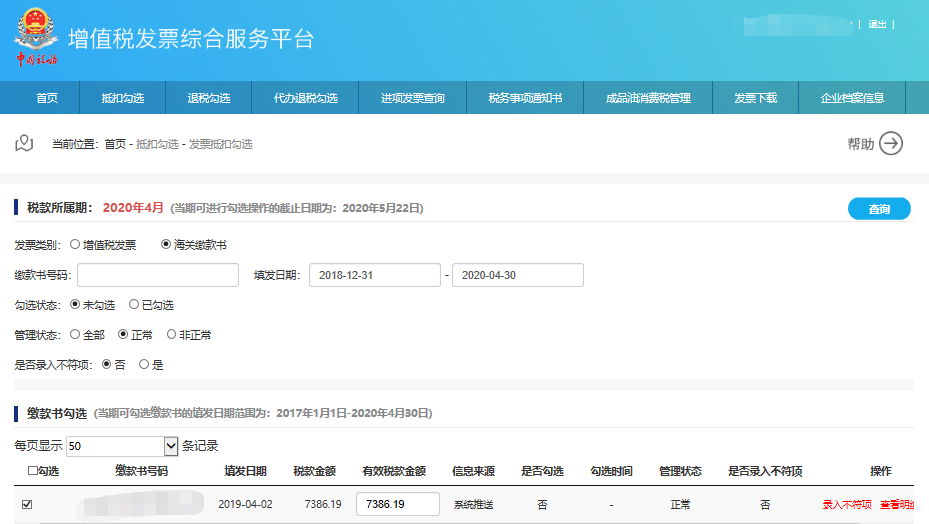 中国税务
增值税发票综合服务平台
| 退出 |
首页 抵扣勾选 退税勾选 代办退税勾选 进项发票查询 税务事项通知书 成品油消费税管理 发票下载 企业档案信息
当前位置: 首页 - 抵扣勾选 - 发票抵扣勾选
帮助
税款所属期: 2020年4月 (当期可进行勾选操作的截止日期为: 2020年5月22日)
查询
发票类别: 增值税发票 海关缴款书
缴款书号码: 填发日期: 2018-12-31 - 2020-04-30
勾选状态: 未勾选 已勾选
管理状态: 全部 正常 非正常
是否录入不符项: 否 是
缴款书勾选 (当期可勾选缴款书的填发日期范围为: 2017年1月1日-2020年4月30日)
每页显示 50 条记录
勾选 缴款书号码 填发日期 税款金额 有效税款金额 信息来源 是否勾选 勾选时间 管理状态 是否录入不符项 操作
2019-04-02 7386.19 7386.19 系统推送 否 - 正常 否 录入不符项 查看明细